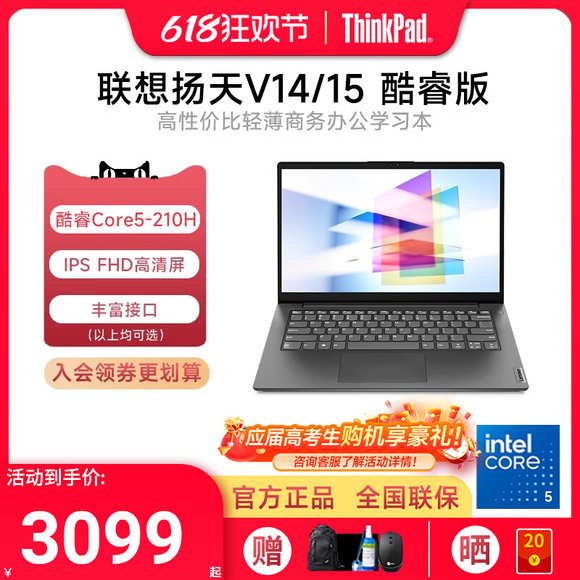 618狂欢节 ThinkPad
联想扬天V14/15 酷睿版
高性价比轻薄商务办公学习本
酷睿Core5-210H
IPS FHD高清屏
丰富接口
(以上均可选)
入会领券更划算
Lenovo
应届高考生购机享豪礼!
咨询客服了解活动详情!
intel
CORE
5
活动到手价:
¥3099起
官方正品 全国联保
赠 晒 20